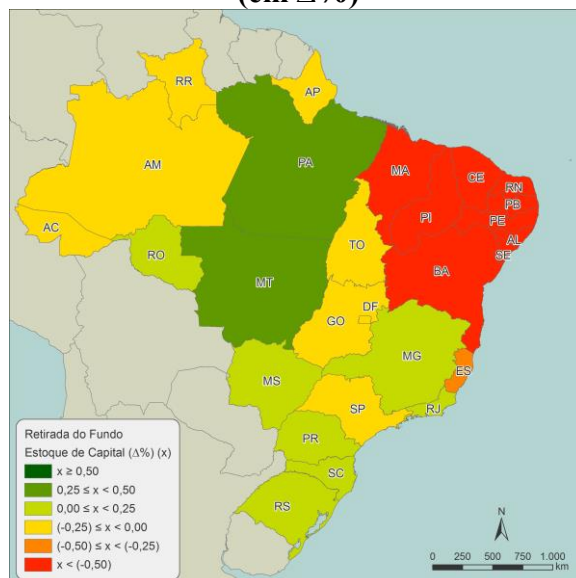 (em Δ%)
RR
AP
AM
PA
MA
CE
RN
PB
PI
PE
AC
AL
TO
SE
RO
BA
MT
DF
GO
MG
MS
ES
SP
RJ
PR
SC
RS
Retirada do Fundo
Estoque de Capital (Δ%) (x)
x ≥ 0,50
0,25 ≤ x < 0,50
0,00 ≤ x < 0,25
(-0,25) ≤ x < 0,00
(-0,50) ≤ x < (-0,25)
x < (-0,50)
N
0 500 1.000
km